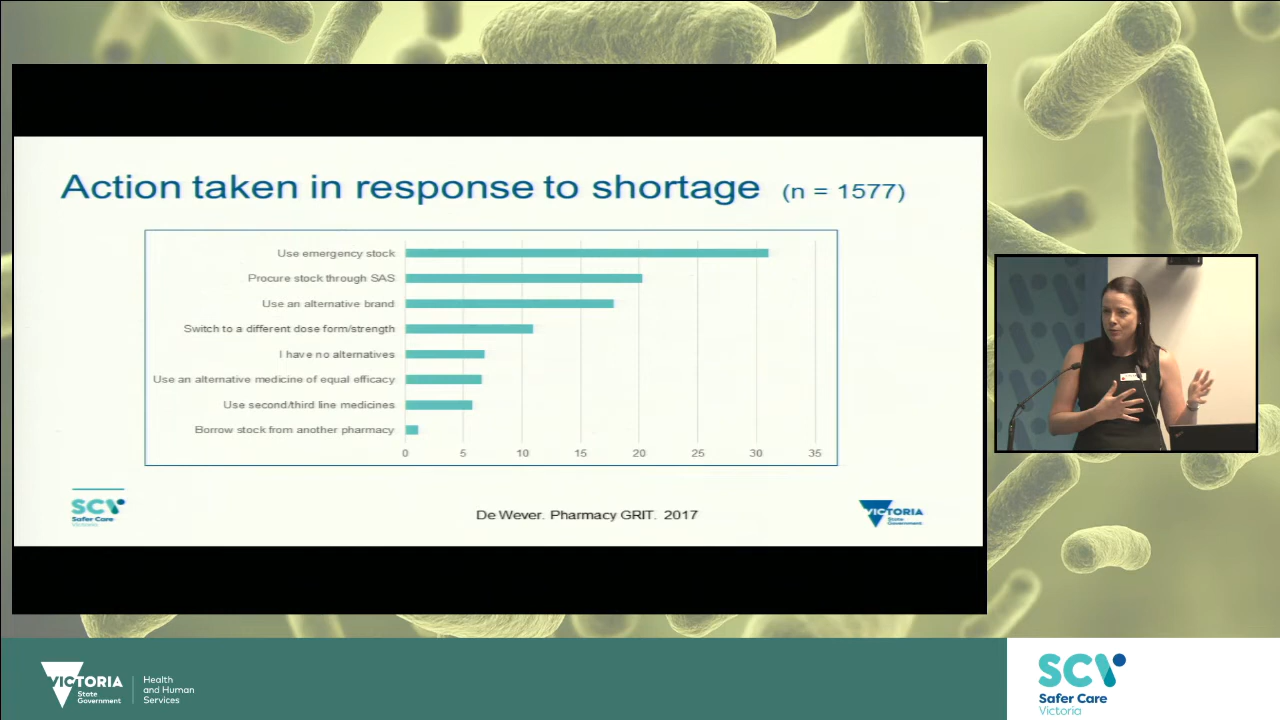 Action taken in response to shortage (n = 1577)
Use emergency stock
Procure stock through SAS
Use an alternative brand
Switch to a different dose form/strength
I have no alternatives
Use an alternative medicine of equal efficacy
Use second/third line medicines
Borrow stock from another pharmacy
0 5 10 15 20 25 30 35
SCV
Safer Care
Victoria
De Wever. Pharmacy GRIT. 2017
VICTORIA
State
Government
VICTORIA
State
Government
Health
and Human
Services
SCV
Safer Care
Victoria